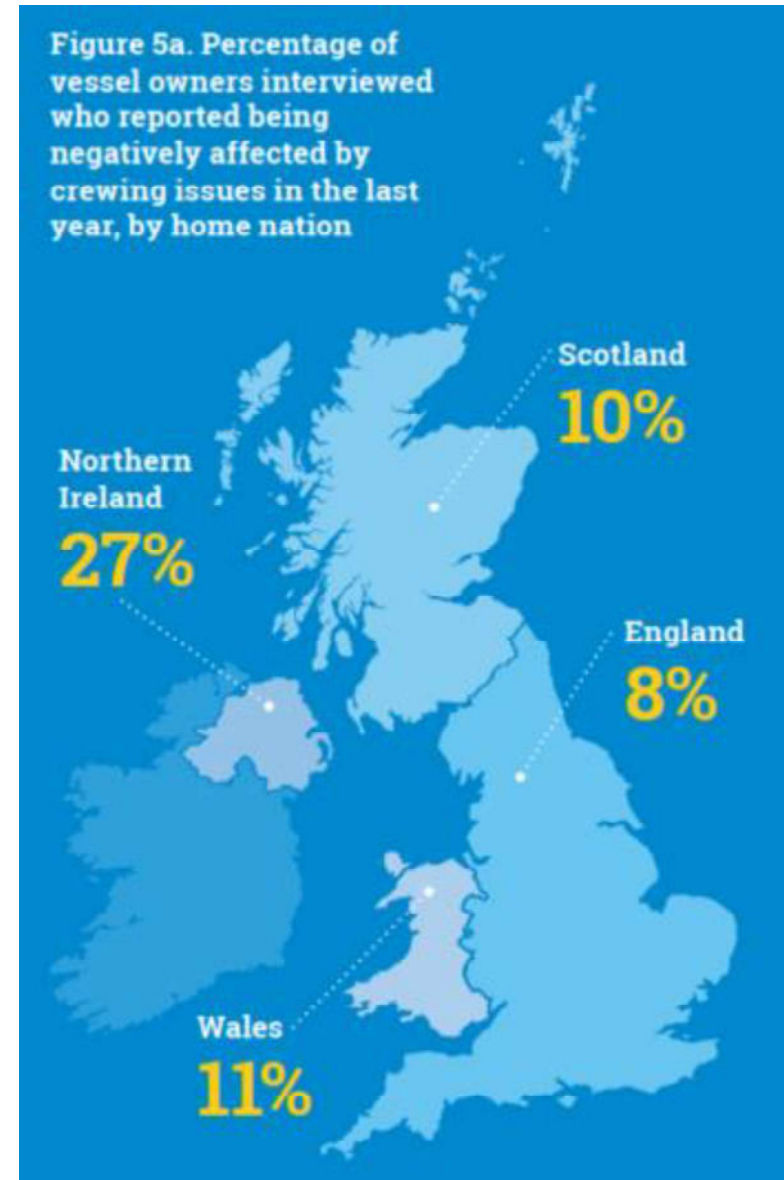 Figure 5a. Percentage of
vessel owners interviewed
who reported being
negatively affected by
crewing issues in the last
year, by home nation
Scotland
10%
Northern
Ireland
27%
England
8%
Wales
11%